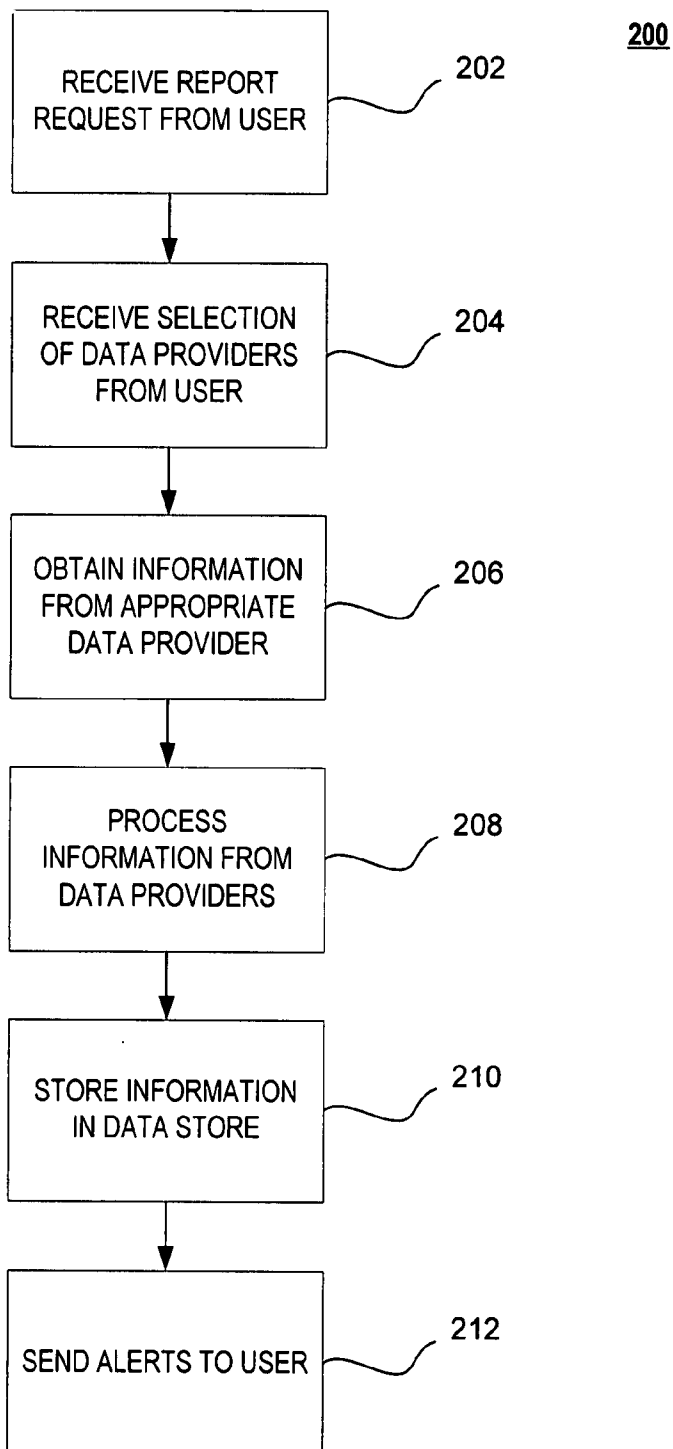 200
RECEIVE REPORT
REQUEST FROM USER
202
RECEIVE SELECTION
OF DATA PROVIDERS
FROM USER
204
OBTAIN INFORMATION
FROM APPROPRIATE
DATA PROVIDER
206
PROCESS
INFORMATION FROM
DATA PROVIDERS
208
STORE INFORMATION
IN DATA STORE
210
SEND ALERTS TO USER
212